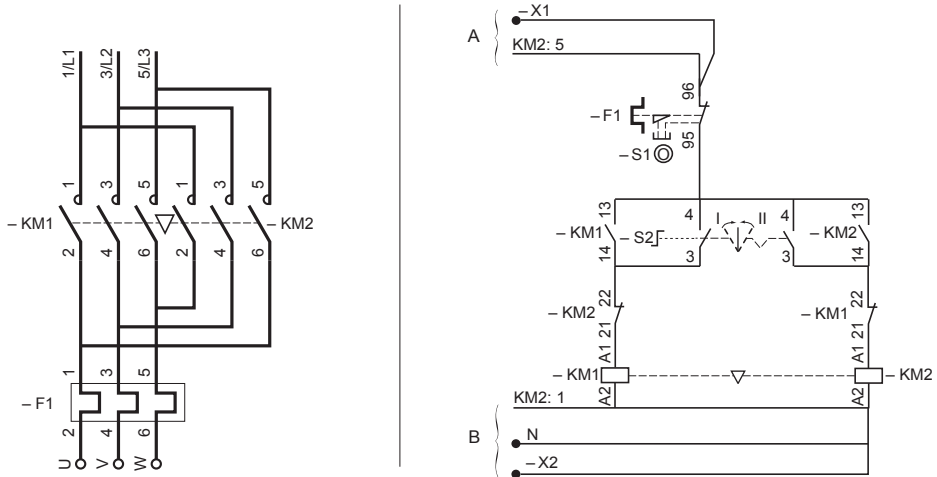 1/L1 3/L2 5/L3
1 3 5 1 3 5
– KM1 – KM2
2 4 6 2 4 6
1 3 5
– F1
2 4 6
U V W
A
– X1
KM2: 5
96
– F1
95
– S1
13 4 I II 4 13
– KM1 – S2 – KM2
14 3 3 14
22 22
– KM2 – KM1
21 21
A1 A1
– KM1 – KM2
A2 A2
KM2: 1
B
N
– X2